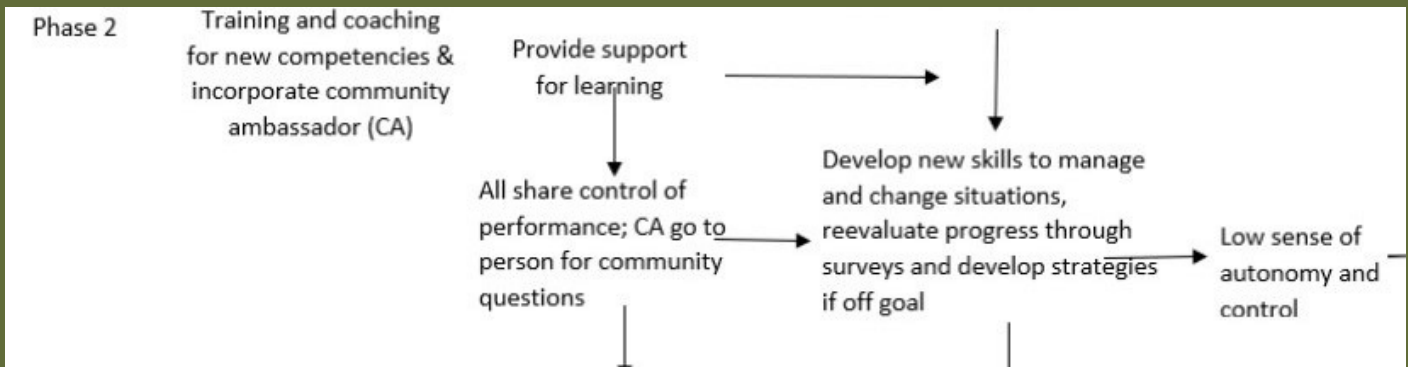 Phase 2
Training and coaching
for new competencies &
incorporate community
ambassador (CA)
Provide support
for learning
All share control of
performance; CA go to
person for community
questions
Develop new skills to manage
and change situations,
reevaluate progress through
surveys and develop strategies
if off goal
Low sense of
autonomy and
control